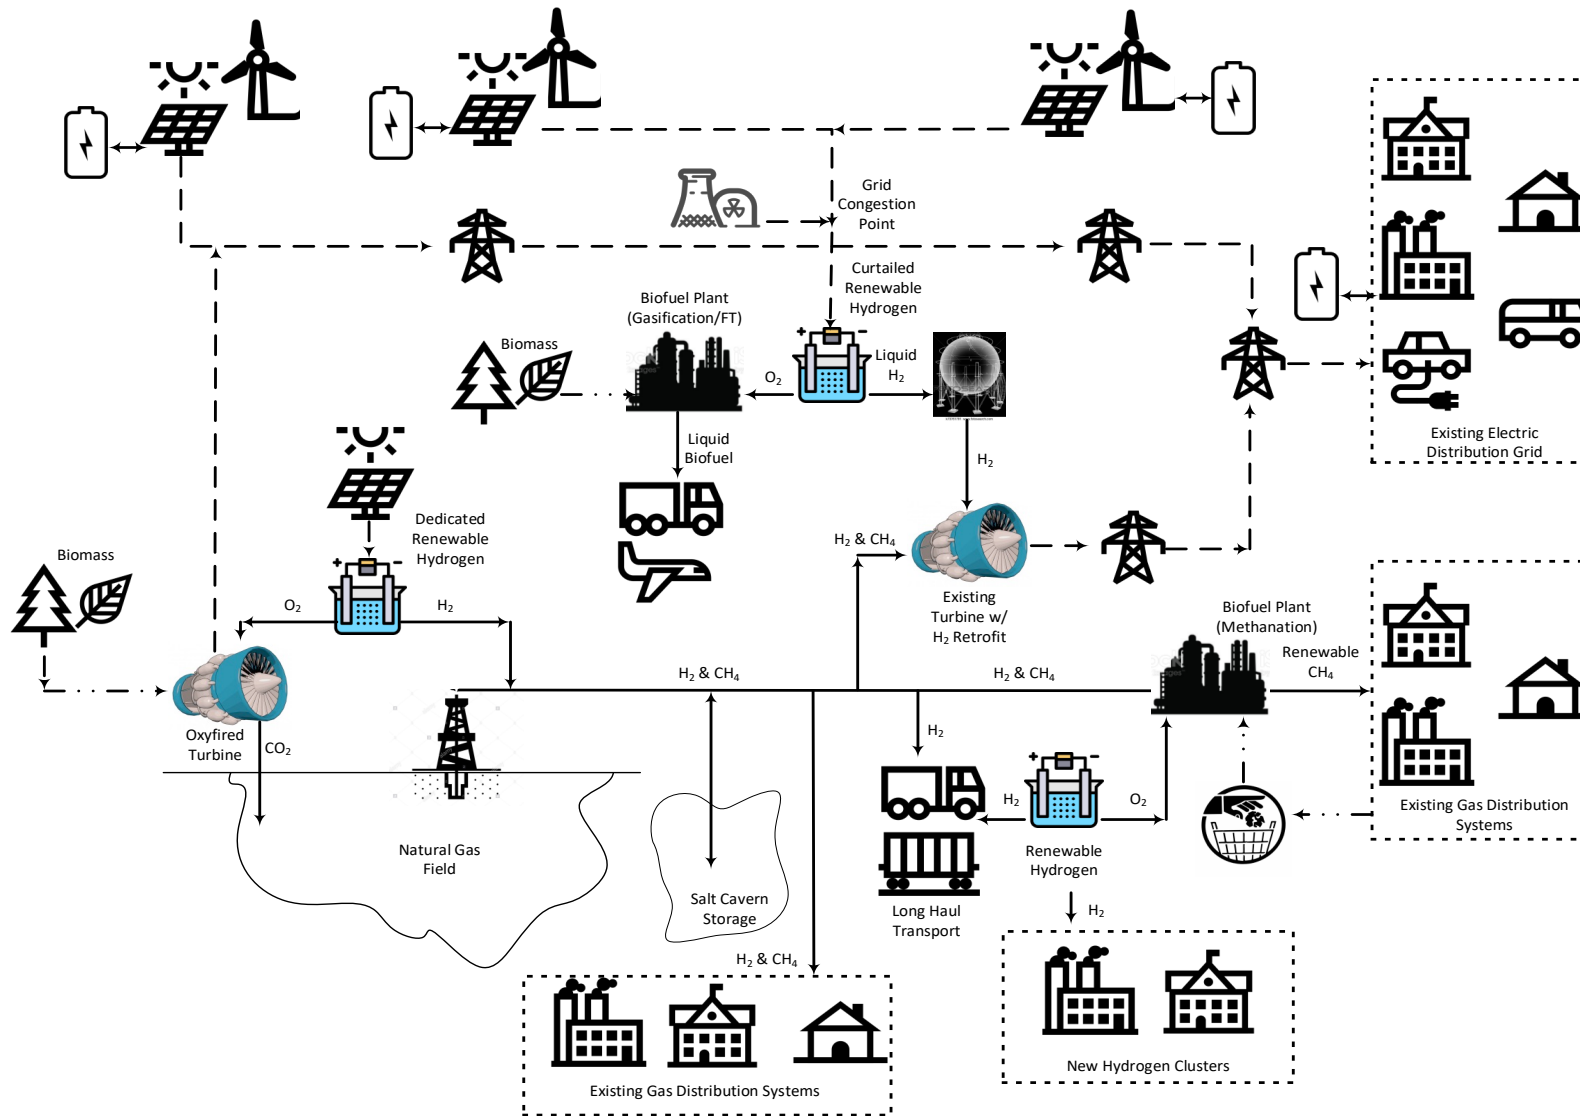 Grid
Congestion
Point
Curtailed
Renewable
Hydrogen
Biofuel Plant
(Gasification/FT)
Biomass
+
−
O₂
Liquid
H₂
Liquid
Biofuel
H₂
Existing Electric
Distribution Grid
Dedicated
Renewable
Hydrogen
Biomass
O₂
H₂
H₂ & CH₄
Existing
Turbine w/
H₂ Retrofit
Biofuel Plant
(Methanation)
Renewable
CH₄
+
−
H₂ & CH₄
H₂ & CH₄
Oxyfired
Turbine
CO₂
H₂
+
−
H₂
O₂
Existing Gas Distribution
Systems
Natural Gas
Field
Salt Cavern
Storage
Renewable
Hydrogen
Long Haul
Transport
H₂
H₂ & CH₄
Existing Gas Distribution Systems
New Hydrogen Clusters